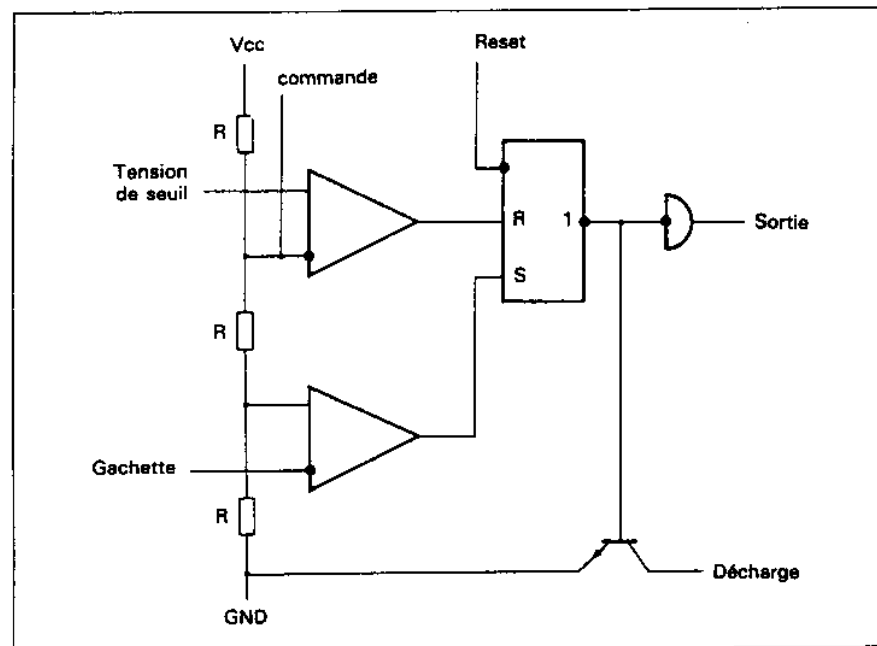 Vcc
Reset
commande
R
Tension
de seuil
R
1
Sortie
S
R
Gachette
R
Décharge
GND